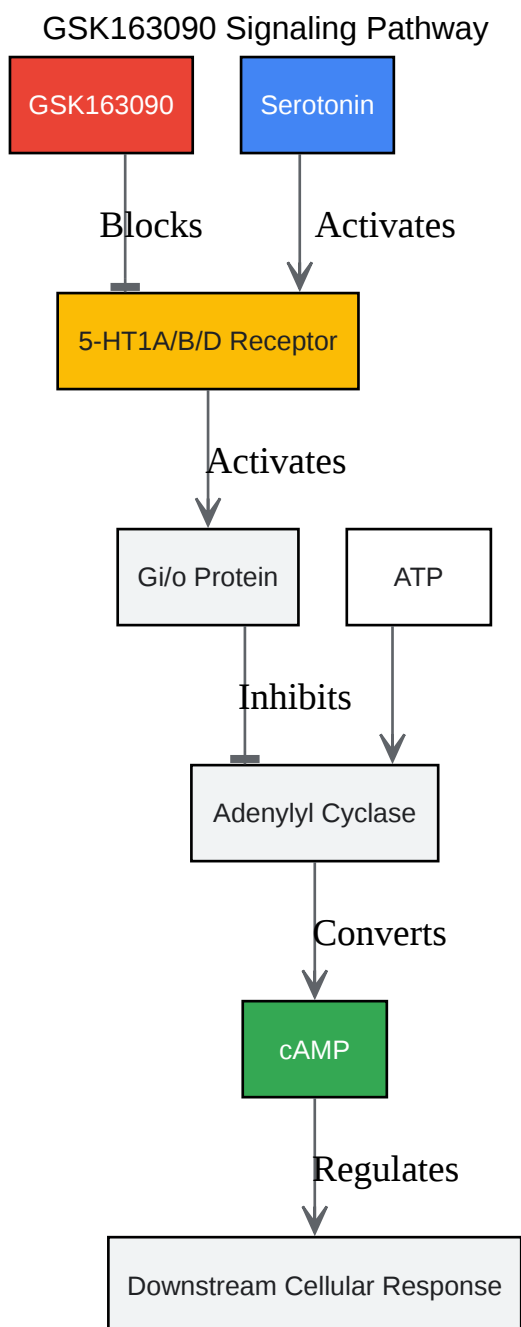 GSK163090 Signaling Pathway
GSK163090
Serotonin
Blocks
Activates
5-HT1A/B/D Receptor
Activates
Gi/o Protein
ATP
Inhibits
Adenylyl Cyclase
Converts
cAMP
Regulates
Downstream Cellular Response